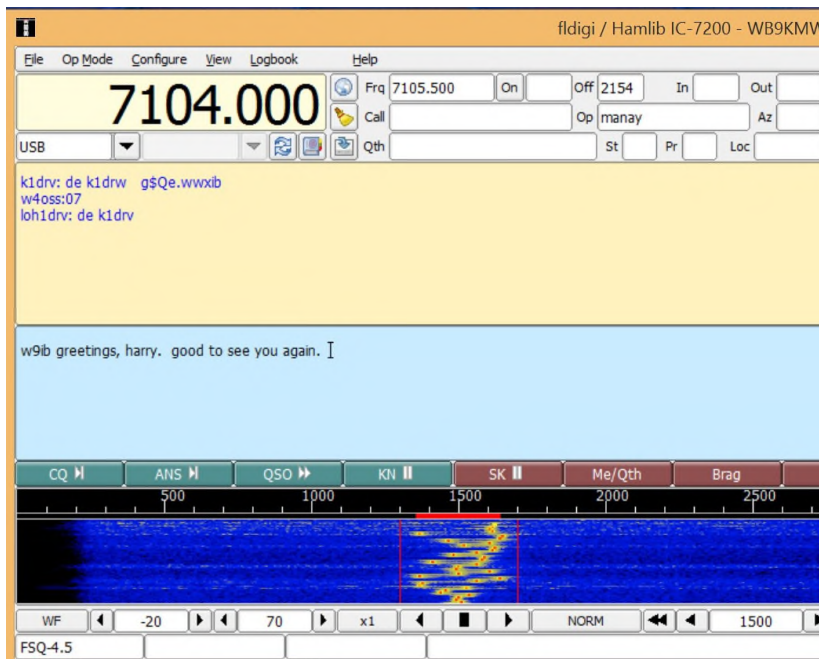 fldigi / Hamlib IC-7200 - WB9KMW
File Op Mode Configure View Logbook Help
7104.000 Frq 7105.500 On Off 2154 In Out
Call Op manay Az
USB Qth St Pr Loc
k1drv: de k1drw g$Qe.wwxib
w4oss:07
loh1drv: de k1drv
w9ib greetings, harry. good to see you again.
CQ ANS QSO KN SK Me/Qth Brag
500 1000 1500 2000 2500
WF -20 70 x1 NORM 1500
FSQ-4.5